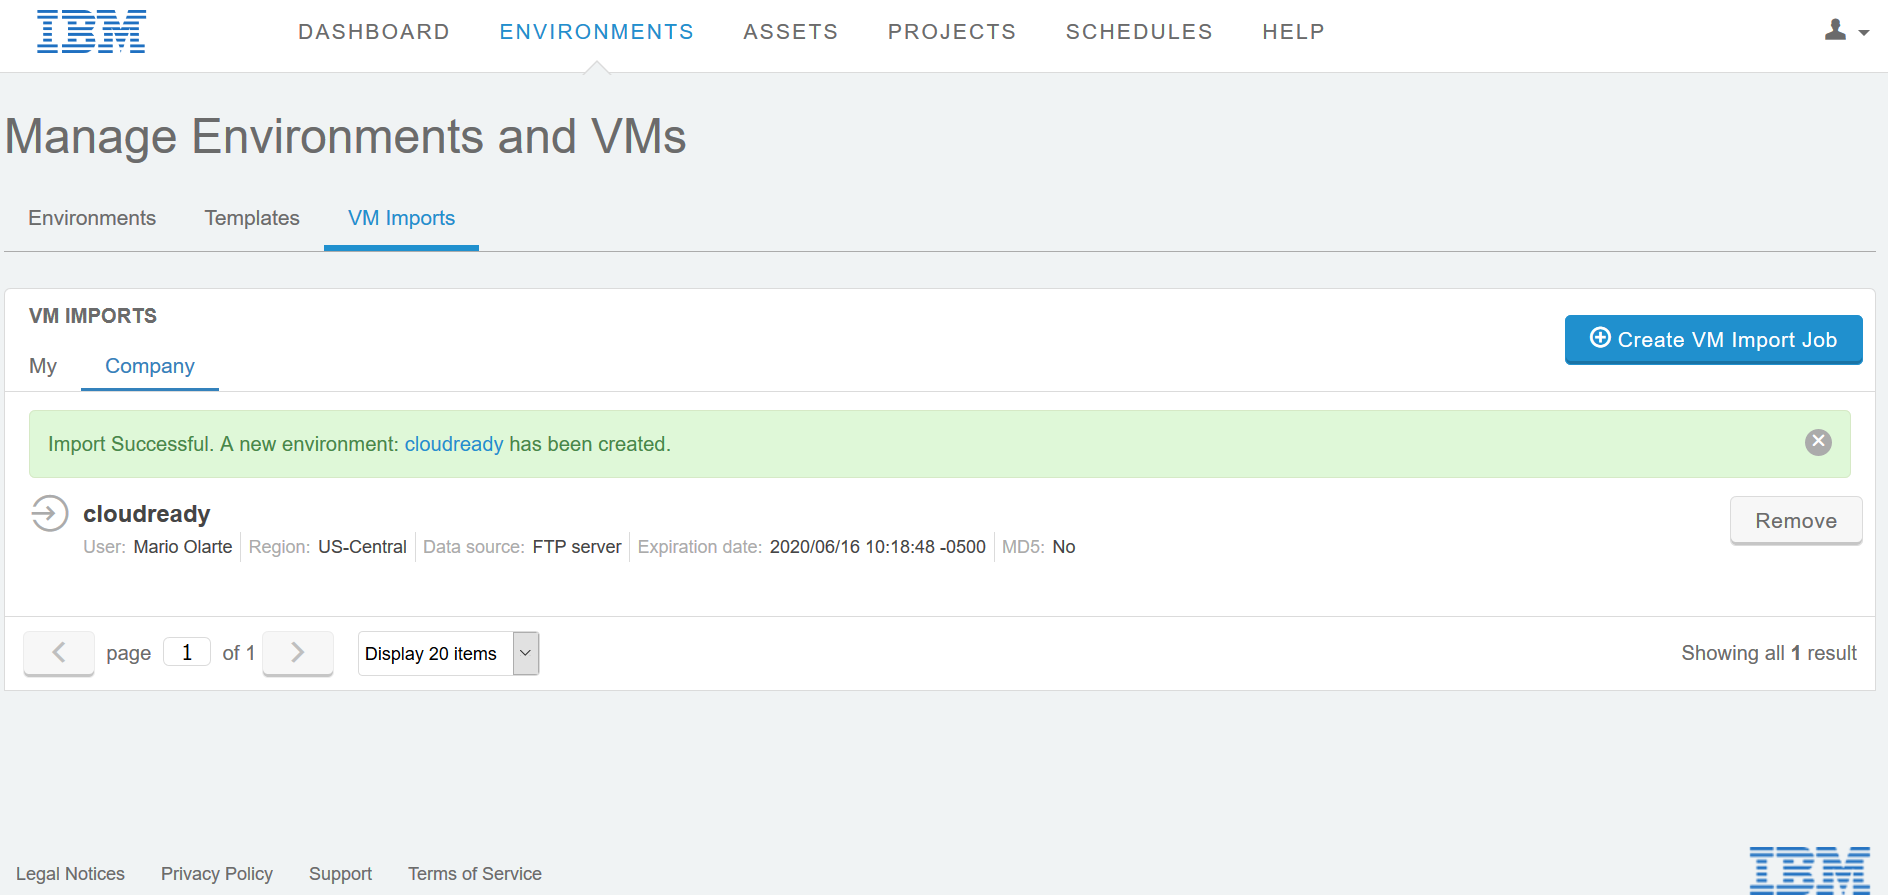 IBM DASHBOARD ENVIRONMENTS ASSETS PROJECTS SCHEDULES HELP
Manage Environments and VMs
Environments Templates VM Imports
VM IMPORTS
Create VM Import Job
My Company
Import Successful. A new environment: cloudready has been created.
cloudready
Remove
User: Mario Olarte Region: US-Central Data source: FTP server Expiration date: 2020/06/16 10:18:48 -0500 MD5: No
page 1 of 1 Display 20 items Showing all 1 result
Legal Notices Privacy Policy Support Terms of Service IBM